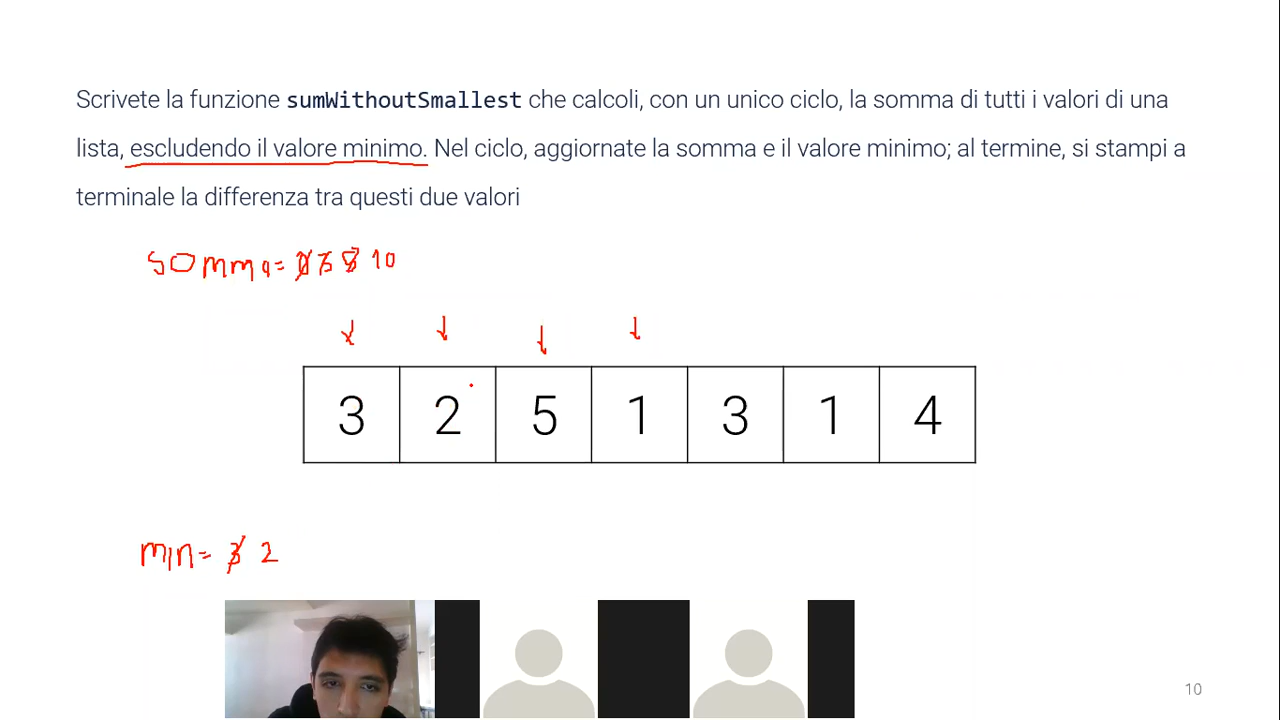 Scrivete la funzione sumWithoutSmallest che calcoli, con un unico ciclo, la somma di tutti i valori di una
lista, escludendo il valore minimo. Nel ciclo, aggiornate la somma e il valore minimo; al termine, si stampi a
terminale la differenza tra questi due valori
somma= 10
3 2 5 1 3 1 4
min= 3 2
10